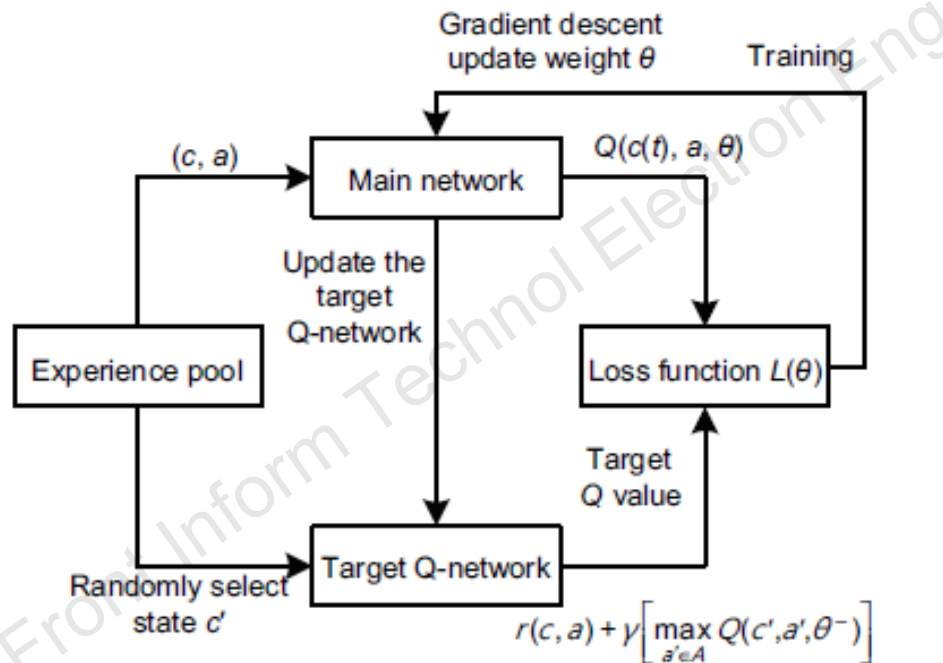 Gradient descent
update weight θ
Training
(c, a)
Q(c(t), a, θ)
Main network
Update the
target
Q-network
Experience pool
Loss function L(θ)
Target
Q value
Target Q-network
Randomly select
state c′
r(c, a) + γ[max Q(c′,a′,θ⁻)]
a′∈A
Front Inform Technol Electron Eng